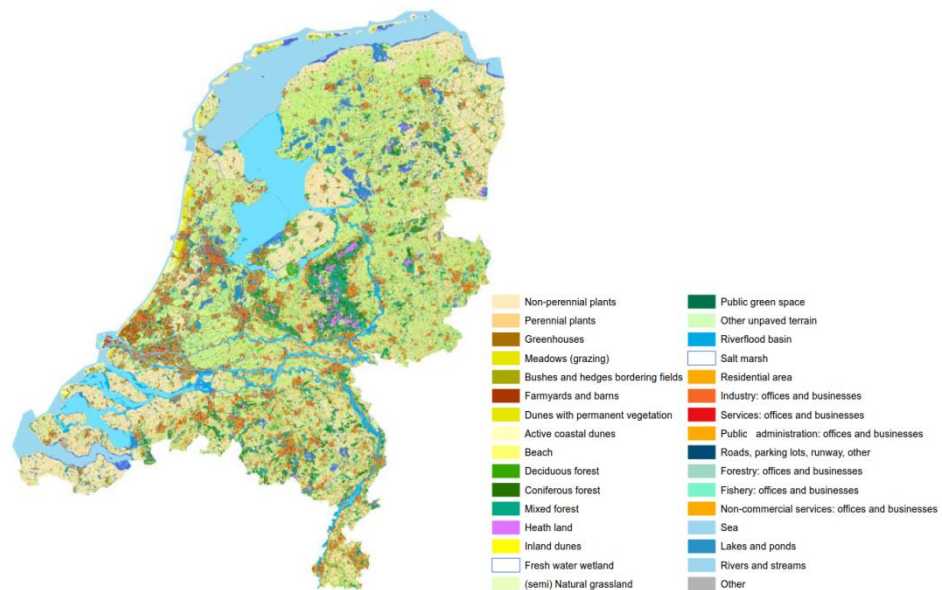 Non-perennial plants
Perennial plants
Greenhouses
Meadows (grazing)
Bushes and hedges bordering fields
Farmyards and barns
Dunes with permanent vegetation
Active coastal dunes
Beach
Deciduous forest
Coniferous forest
Mixed forest
Heath land
Inland dunes
Fresh water wetland
(semi) Natural grassland
Public green space
Other unpaved terrain
Riverflood basin
Salt marsh
Residential area
Industry: offices and businesses
Services: offices and businesses
Public administration: offices and businesses
Roads, parking lots, runway, other
Forestry: offices and businesses
Fishery: offices and businesses
Non-commercial services: offices and businesses
Sea
Lakes and ponds
Rivers and streams
Other